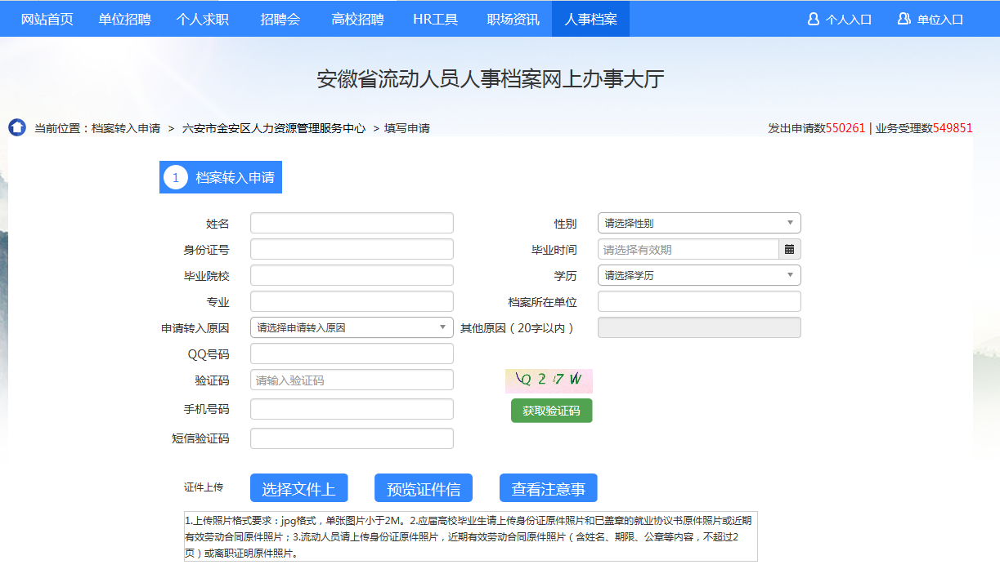 网站首页 单位招聘 个人求职 招聘会 高校招聘 HR工具 职场资讯 人事档案 个人入口 单位入口
安徽省流动人员人事档案网上办事大厅
当前位置：档案转入申请 > 六安市金安区人力资源管理服务中心 > 填写申请 发出申请数550261 | 业务受理数549851
1 档案转入申请
姓名 性别 请选择性别
身份证号 毕业时间 请选择有效期
毕业院校 学历 请选择学历
专业 档案所在单位
申请转入原因 请选择申请转入原因 其他原因（20字以内）
QQ号码
验证码 请输入验证码 Q27W
手机号码 获取验证码
短信验证码
证件上传 选择文件上 预览证件信 查看注意事
1.上传照片格式要求：jpg格式，单张图片小于2M。2.应届高校毕业生请上传身份证原件照片和已盖章的就业协议书原件照片或近期
有效劳动合同原件照片；3.流动人员请上传身份证原件照片，近期有效劳动合同原件照片（含姓名、期限、公章等内容，不超过2
页）或离职证明原件照片。